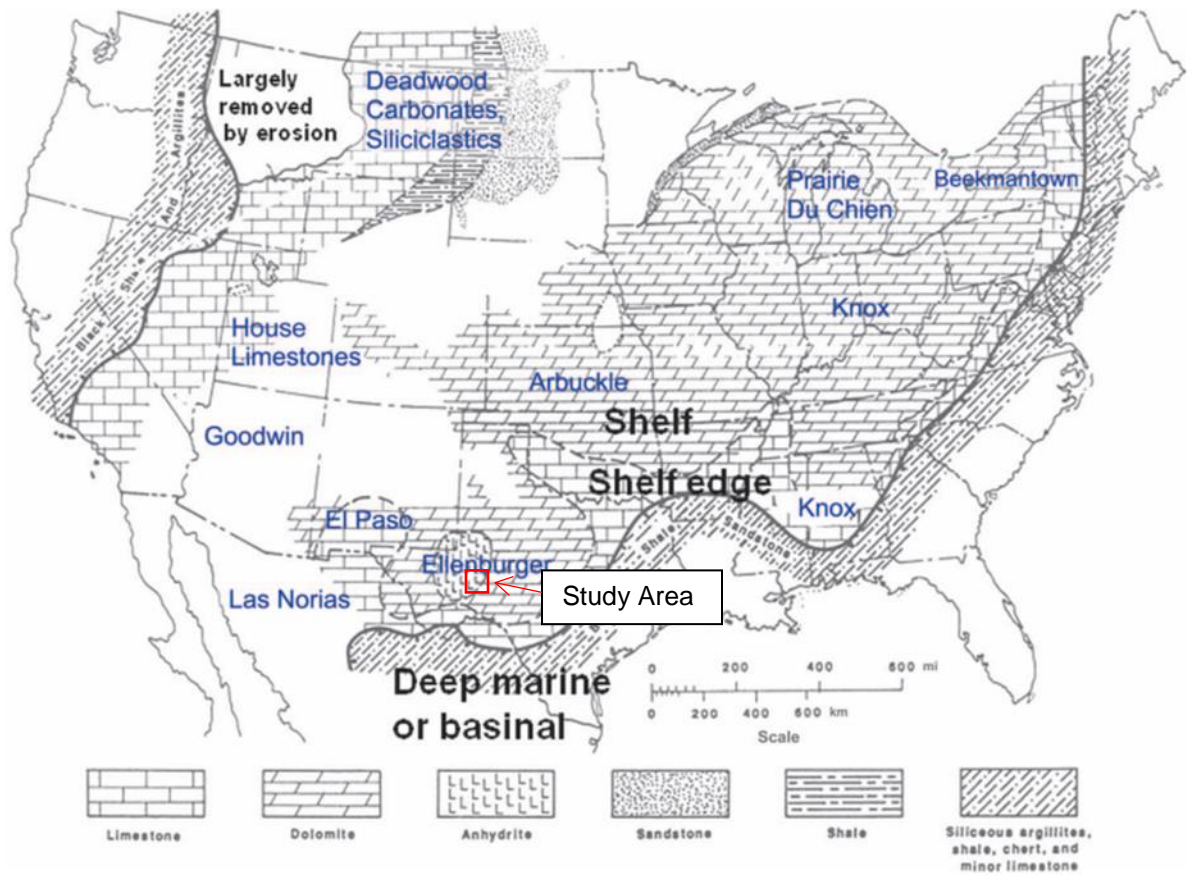 Largely
removed
by erosion
Deadwood
Carbonates,
Siliciclastics
Black Shale And Argillites
Prairie
Du Chien
Beekmantown
?
House
Limestones
Knox
Arbuckle
Shelf
Goodwin
Shelf edge
Knox
El Paso
Shale
Sandstone
Ellenburger
Las Norias
Study Area
Deep marine
or basinal
0 200 400 600 mi
0 200 400 600 km
Scale
Limestone
Dolomite
Anhydrite
Sandstone
Shale
Siliceous argillites,
shale, chert, and
minor limestone